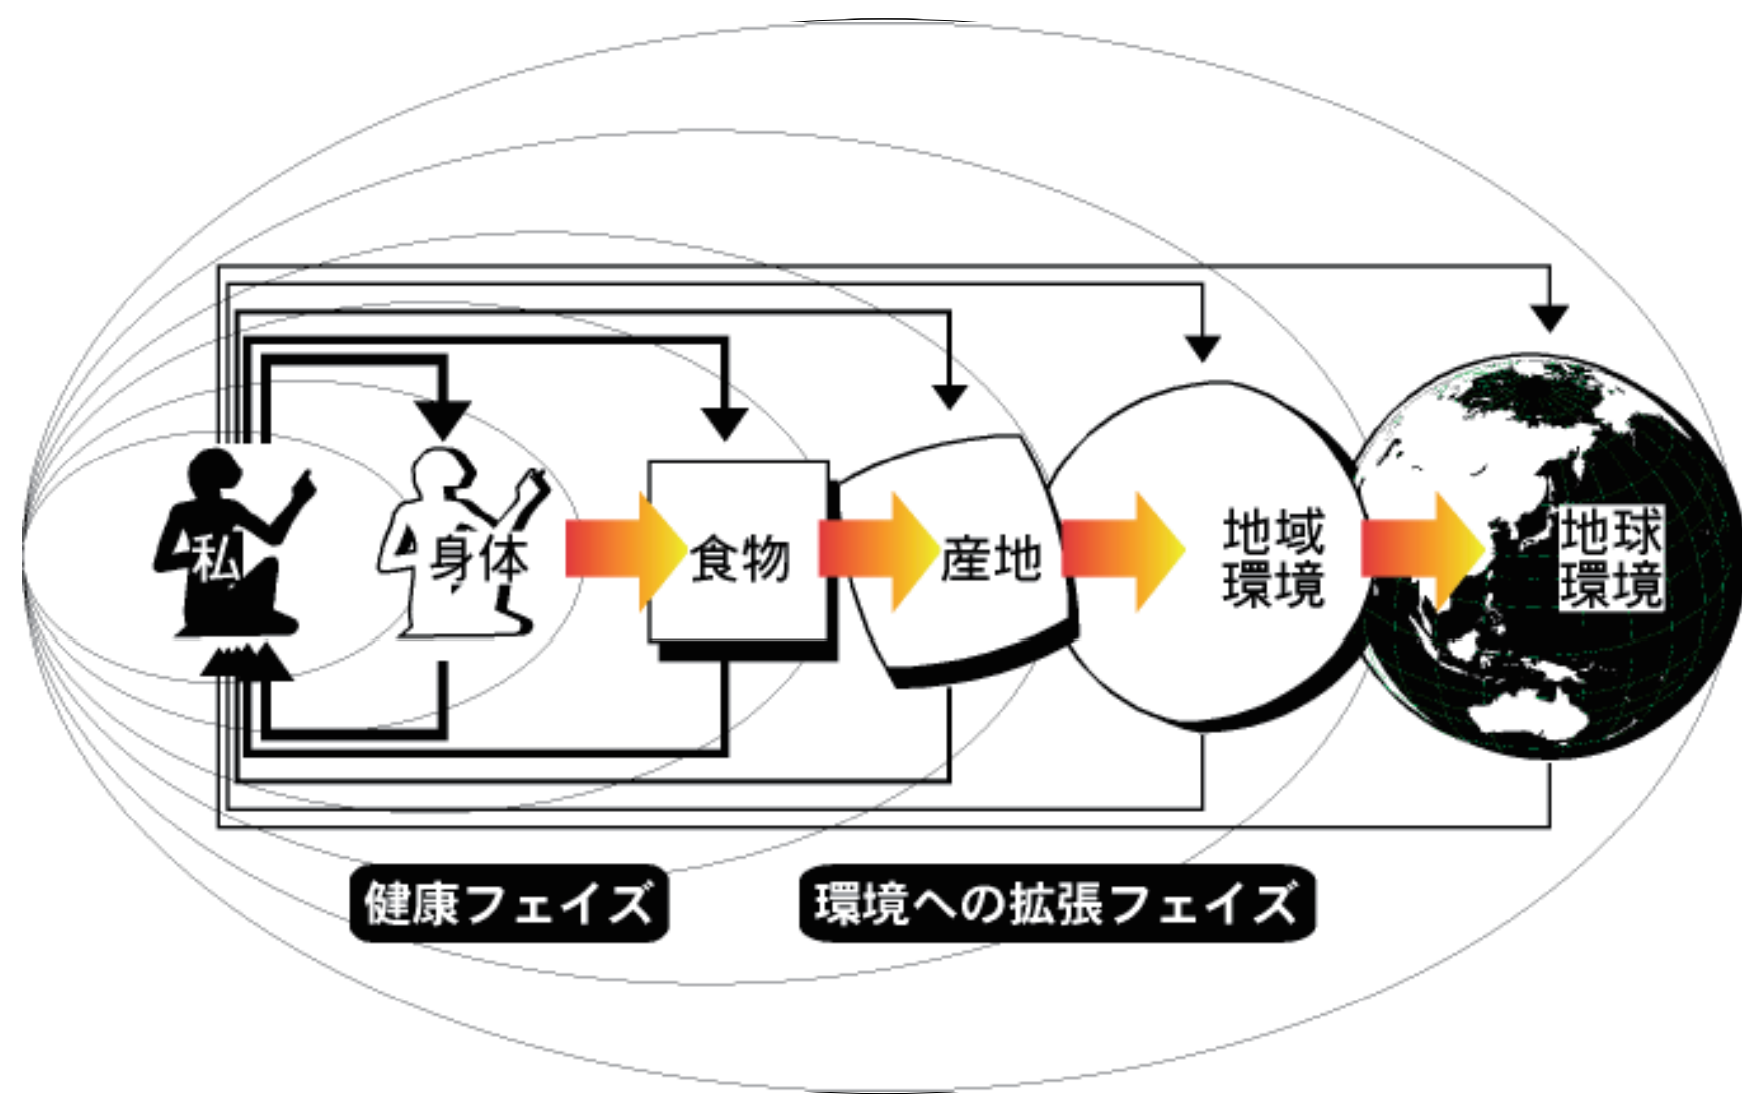 私
身体
食物
産地
地域
環境
地球
環境
健康フェイズ
環境への拡張フェイズ